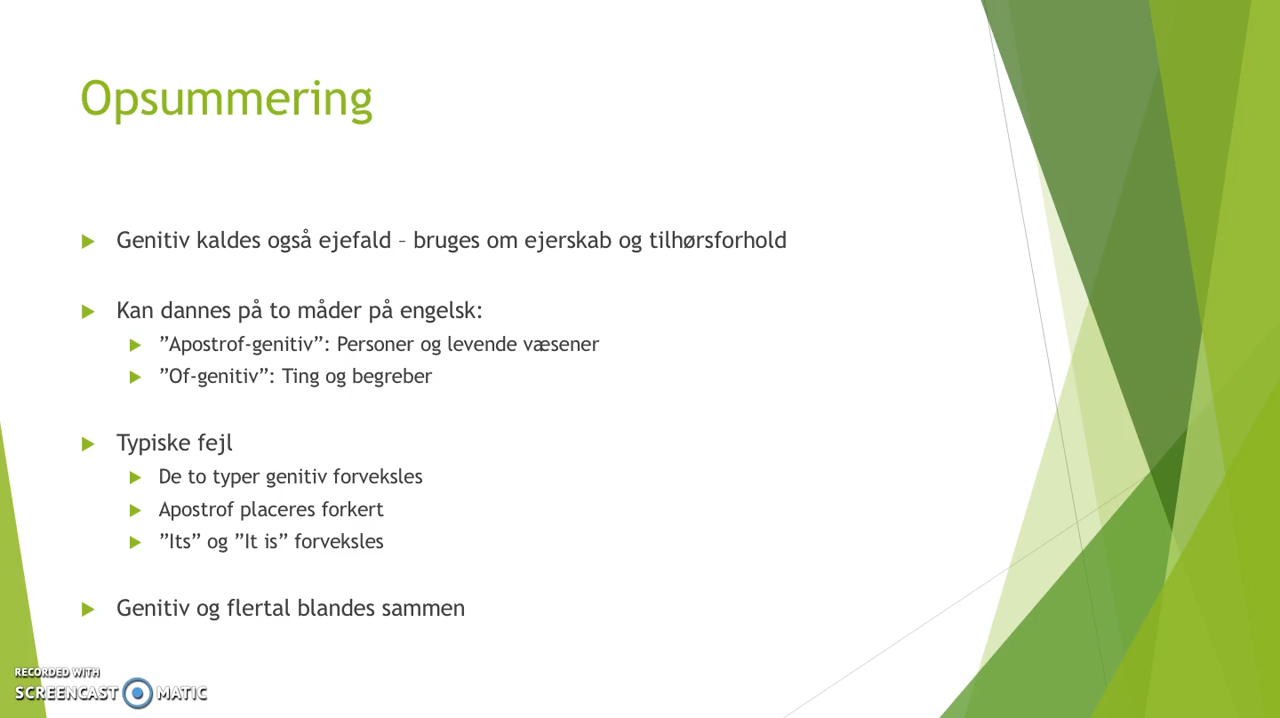 Opsummering
Genitiv kaldes også ejefald – bruges om ejerskab og tilhørsforhold
Kan dannes på to måder på engelsk:
”Apostrof-genitiv”: Personer og levende væsener
”Of-genitiv”: Ting og begreber
Typiske fejl
De to typer genitiv forveksles
Apostrof placeres forkert
”Its” og ”It is” forveksles
Genitiv og flertal blandes sammen
RECORDED WITH
SCREENCAST MATIC